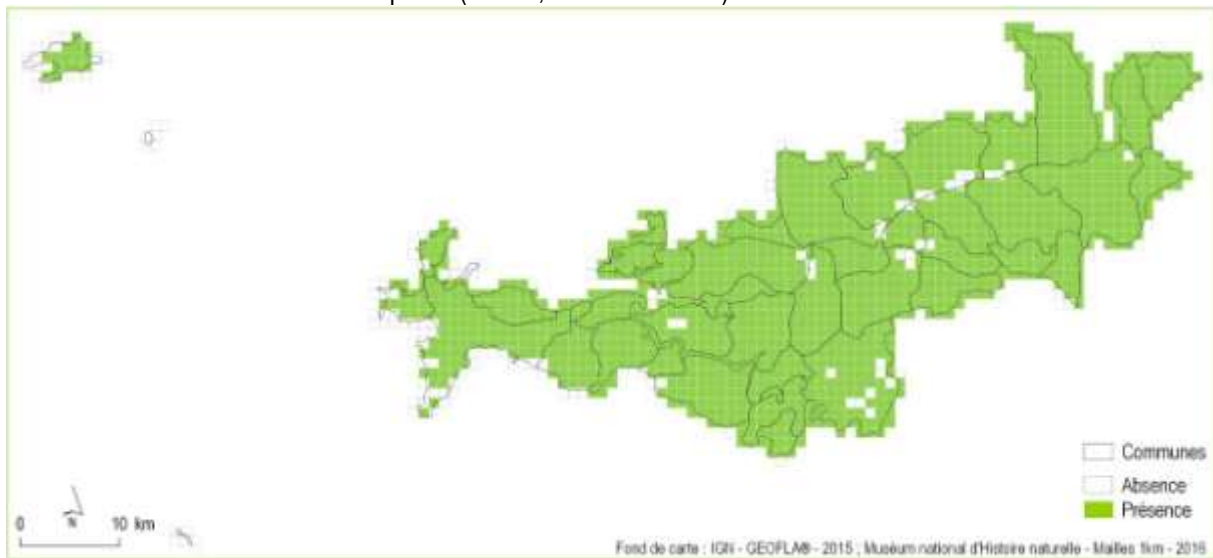 Communes
Absence
Présence
0 N 10 km
Fond de carte : IGN - GEOFLA® - 2015 ; Muséum national d'Histoire naturelle - Mailles 1km - 2016